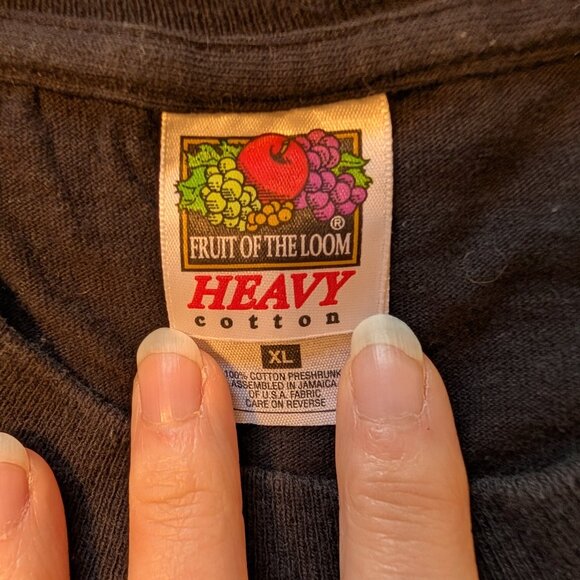 ®
FRUIT OF THE LOOM
HEAVY
cotton
XL
100% COTTON PRESHRUNK
ASSEMBLED IN JAMAICA
OF U.S.A. FABRIC
CARE ON REVERSE